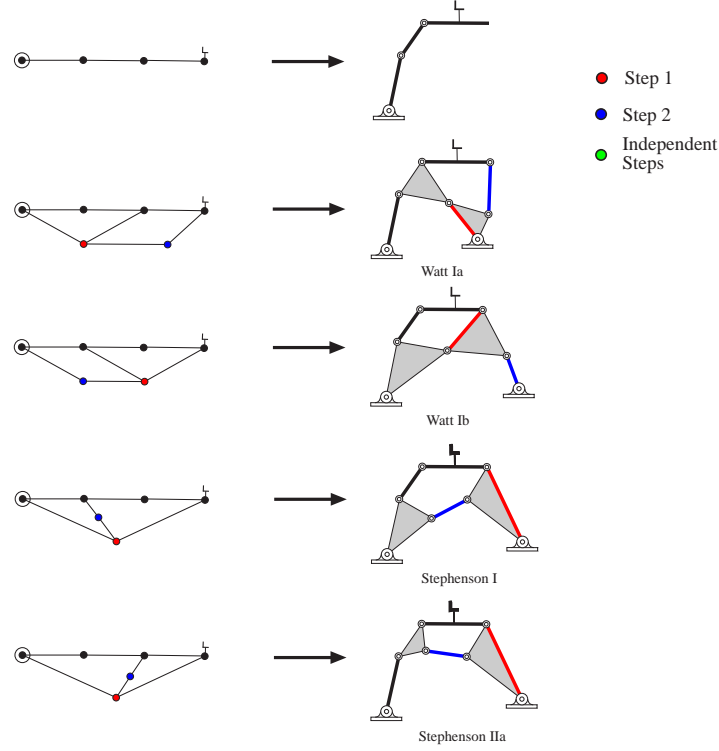 Step 1
Step 2
Independent
Steps
Watt Ia
Watt Ib
Stephenson I
Stephenson IIa